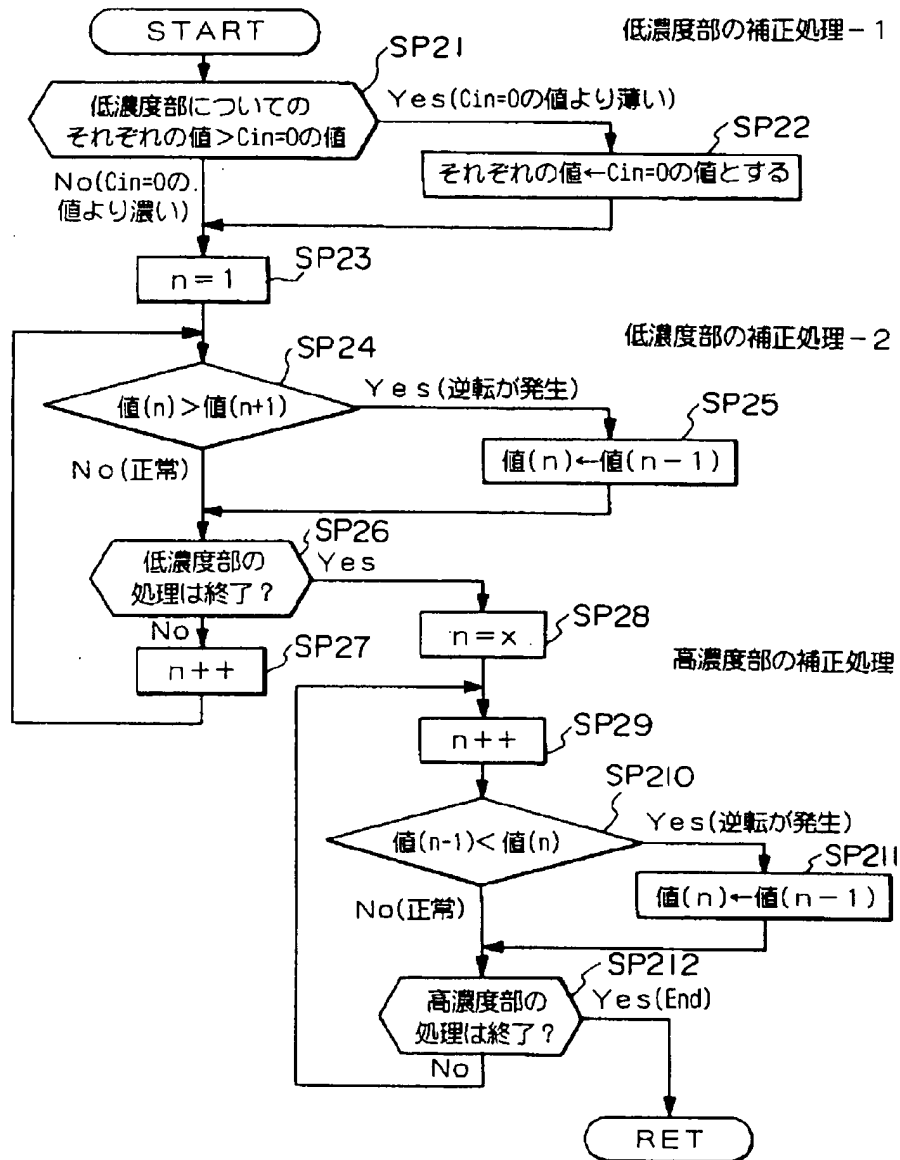 START
低濃度部の補正処理-1
SP21
低濃度部についての
それぞれの値>Cin=0の値
Yes(Cin=0の値より薄い)
SP22
それぞれの値←Cin=0の値とする
No(Cin=0の
値より濃い)
SP23
n=1
低濃度部の補正処理-2
SP24
値(n)>値(n+1)
Yes(逆転が発生)
SP25
値(n)←値(n-1)
No(正常)
SP26
低濃度部の
処理は終了?
Yes
No
SP27
n++
SP28
n=x
高濃度部の補正処理
SP29
n++
SP210
値(n-1)<値(n)
Yes(逆転が発生)
SP211
値(n)←値(n-1)
No(正常)
SP212
高濃度部の
処理は終了?
Yes(End)
No
RET